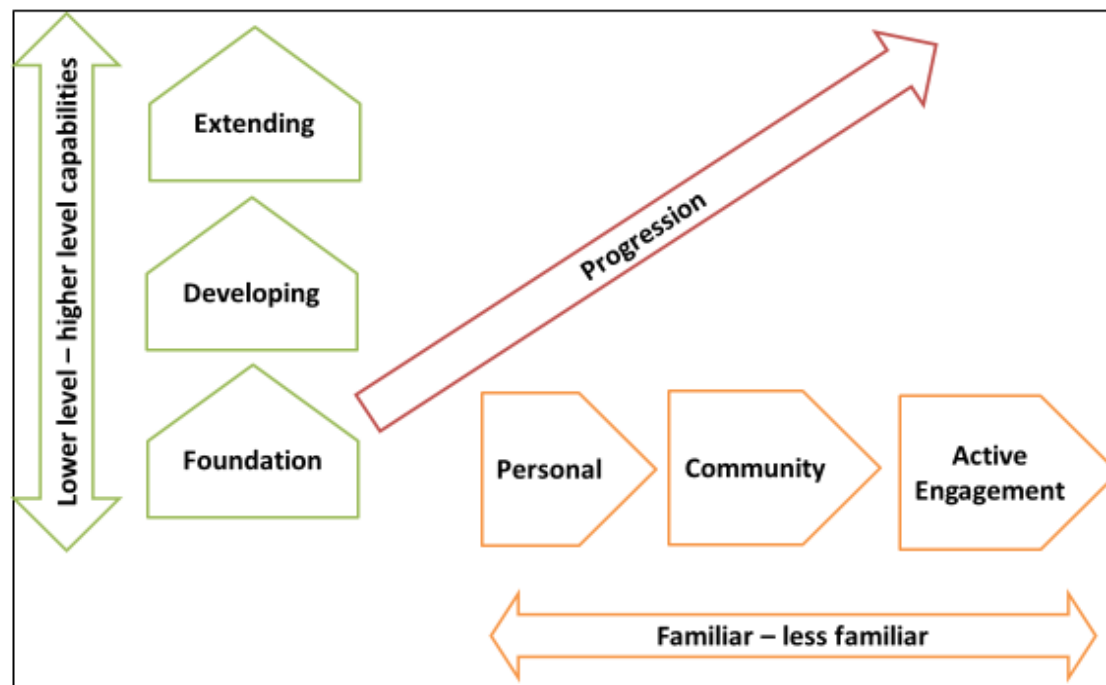 Lower level – higher level capabilities
Extending
Developing
Foundation
Progression
Personal
Community
Active
Engagement
Familiar – less familiar